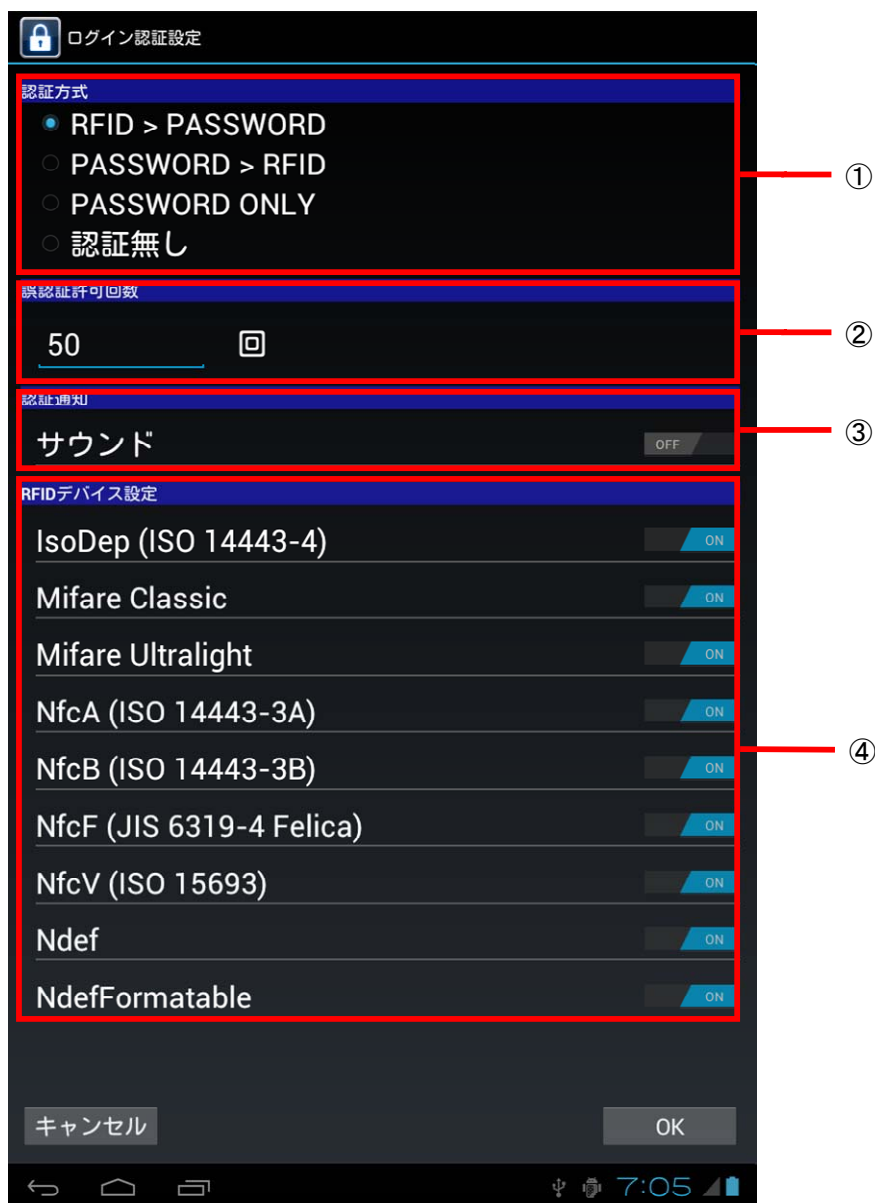 ログイン認証設定
認証方式
RFID > PASSWORD
PASSWORD > RFID
PASSWORD ONLY
認証無し
①
誤認証許可回数
50 回
②
認証通知
サウンド OFF
③
RFIDデバイス設定
IsoDep (ISO 14443-4) ON
Mifare Classic ON
Mifare Ultralight ON
NfcA (ISO 14443-3A) ON
NfcB (ISO 14443-3B) ON
④
NfcF (JIS 6319-4 Felica) ON
NfcV (ISO 15693) ON
Ndef ON
NdefFormatable ON
キャンセル OK
7:05